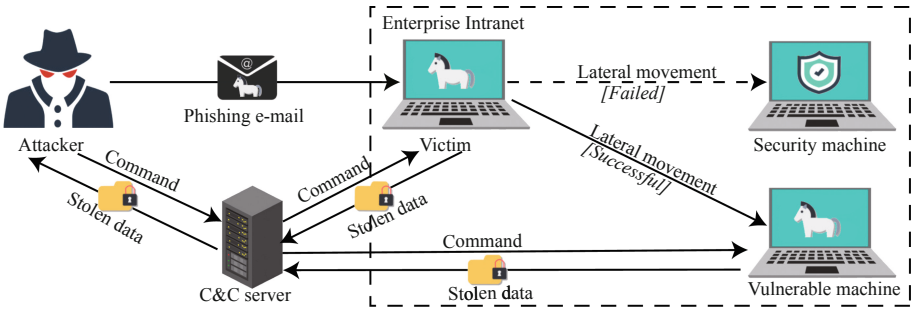 Enterprise Intranet
@
Phishing e-mail
Lateral movement
[Failed]
Attacker
Victim
Security machine
Lateral movement
[Successful]
Command
Stolen data
Command
Stolen data
Command
Stolen data
C&C server
Vulnerable machine